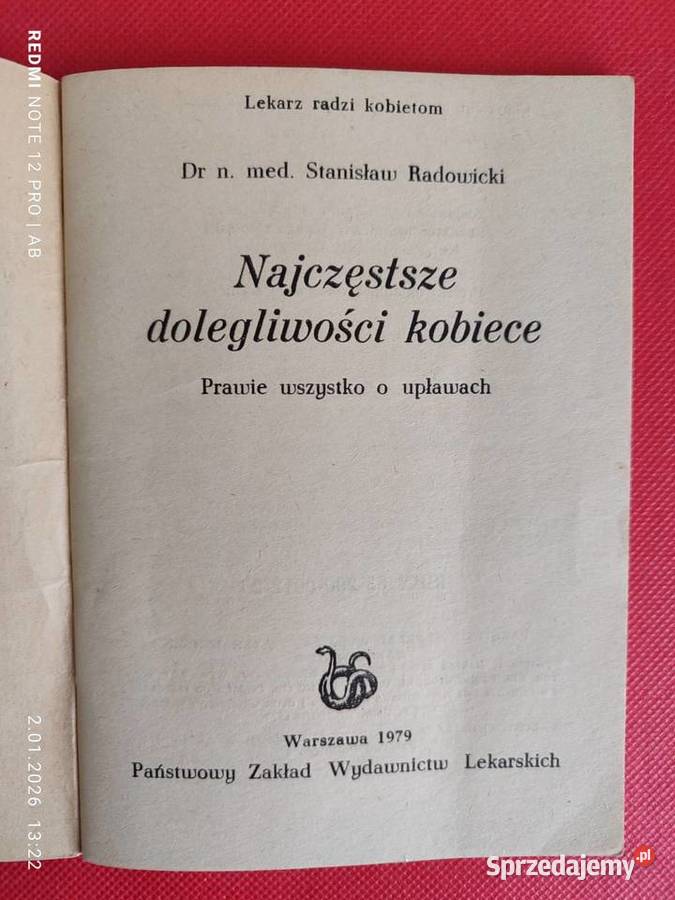 Lekarz radzi kobietom
Dr n. med. Stanisław Radowicki
Najczęstsze
dolegliwości kobiece
Prawie wszystko o upławach
Warszawa 1979
Państwowy Zakład Wydawnictw Lekarskich
REDMI NOTE 12 PRO | AB
2.01.2026 13:22
Sprzedajemy.pl